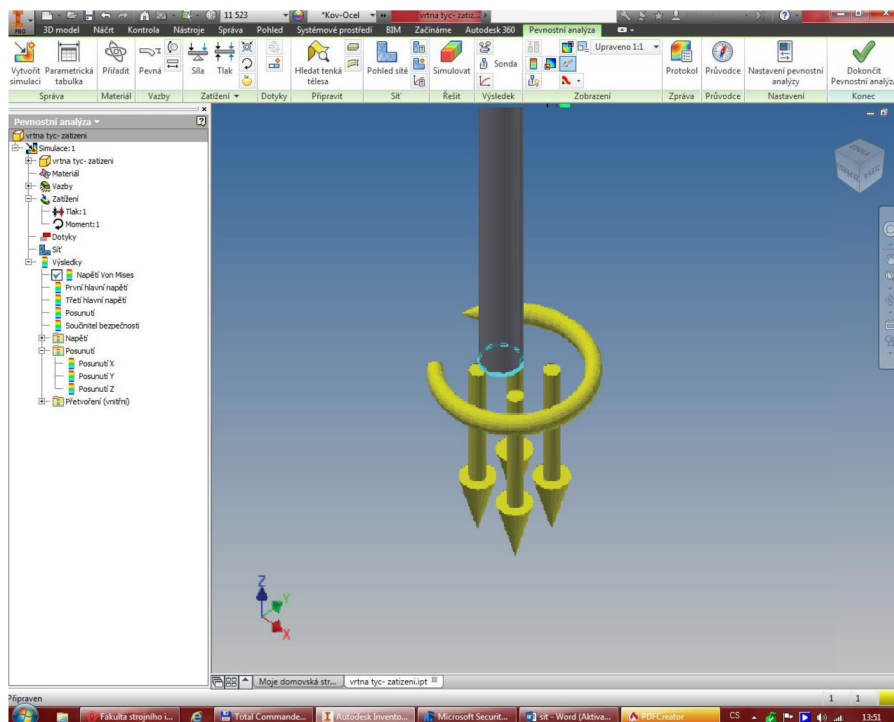 PRO
11 523
*Kov-Ocel
vrtna tyc- zatiz...
3D model Náčrt Kontrola Nástroje Správa Pohled Systémové prostředí BIM Začínáme Autodesk 360 Pevnostní analýza
Vytvořit simulaci
Parametrická tabulka
Přiřadit
Pevná
Síla
Tlak
Hledat tenká tělesa
Pohled sítě
Simulovat
Sonda
Upraveno 1:1
Protokol
Průvodce
Nastavení pevnostní analýzy
Dokončit
Pevnostní analýz
Správa Materiál Vazby Zatížení Dotyky Připravit Síť Řešit Výsledek Zobrazení Zpráva Průvodce Nastavení Konec
Pevnostní analýza
vrtna tyc- zatizeni
Simulace:1
vrtna tyc- zatizeni
Materiál
Vazby
Zatížení
Tlak:1
Moment:1
Dotyky
Síť
Výsledky
Napětí Von Mises
První hlavní napětí
Třetí hlavní napětí
Posunutí
Součinitel bezpečnosti
Napětí
Posunutí
Posunutí X
Posunutí Y
Posunutí Z
Přetvoření (vnitřní)
Z
Y
X
Moje domovská str...
vrtna tyc- zatizeni.ipt
Připraven
1 1
Fakulta strojního i...
Total Commande...
Autodesk Invento...
Microsoft Securit...
sit - Word (Aktiva...
PDFCreator
CS
13:51